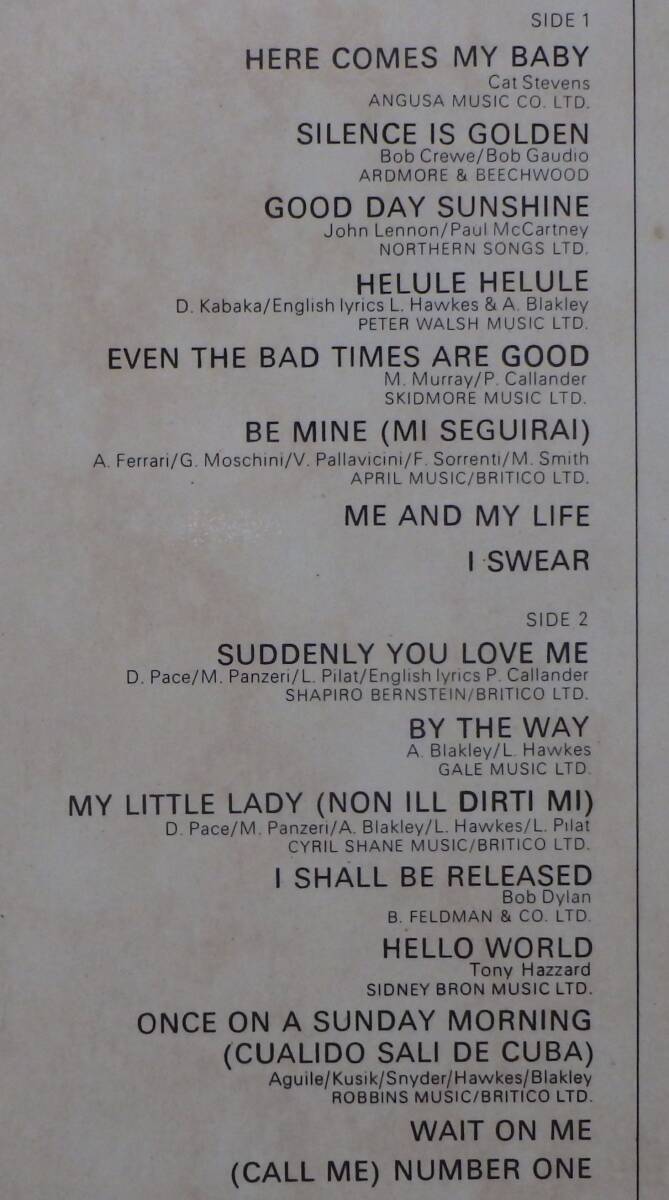 SIDE 1
HERE COMES MY BABY
Cat Stevens
ANGUSA MUSIC CO. LTD.
SILENCE IS GOLDEN
Bob Crewe/Bob Gaudio
ARDMORE & BEECHWOOD
GOOD DAY SUNSHINE
John Lennon/Paul McCartney
NORTHERN SONGS LTD.
HELULE HELULE
D. Kabaka/English lyrics L. Hawkes & A. Blakley
PETER WALSH MUSIC LTD.
EVEN THE BAD TIMES ARE GOOD
M. Murray/P. Callander
SKIDMORE MUSIC LTD.
BE MINE (MI SEGUIRAI)
A. Ferrari/G. Moschini/V. Pallavicini/F. Sorrenti/M. Smith
APRIL MUSIC/BRITICO LTD.
ME AND MY LIFE
I SWEAR
SIDE 2
SUDDENLY YOU LOVE ME
D. Pace/M. Panzeri/L. Pilat/English lyrics P. Callander
SHAPIRO BERNSTEIN/BRITICO LTD.
BY THE WAY
A. Blakley/L. Hawkes
GALE MUSIC LTD.
MY LITTLE LADY (NON ILL DIRTI MI)
D. Pace/M. Panzeri/A. Blakley/L. Hawkes/L. Pilat
CYRIL SHANE MUSIC/BRITICO LTD.
I SHALL BE RELEASED
Bob Dylan
B. FELDMAN & CO. LTD.
HELLO WORLD
Tony Hazzard
SIDNEY BRON MUSIC LTD.
ONCE ON A SUNDAY MORNING
(CUALIDO SALI DE CUBA)
Aguile/Kusik/Snyder/Hawkes/Blakley
ROBBINS MUSIC/BRITICO LTD.
WAIT ON ME
(CALL ME) NUMBER ONE